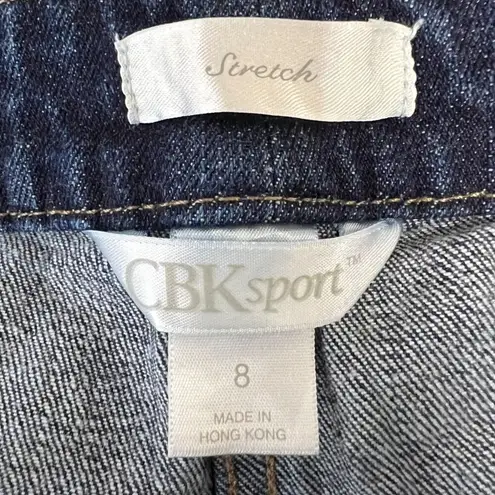 Stretch
CBKsport™
8
MADE IN
HONG KONG